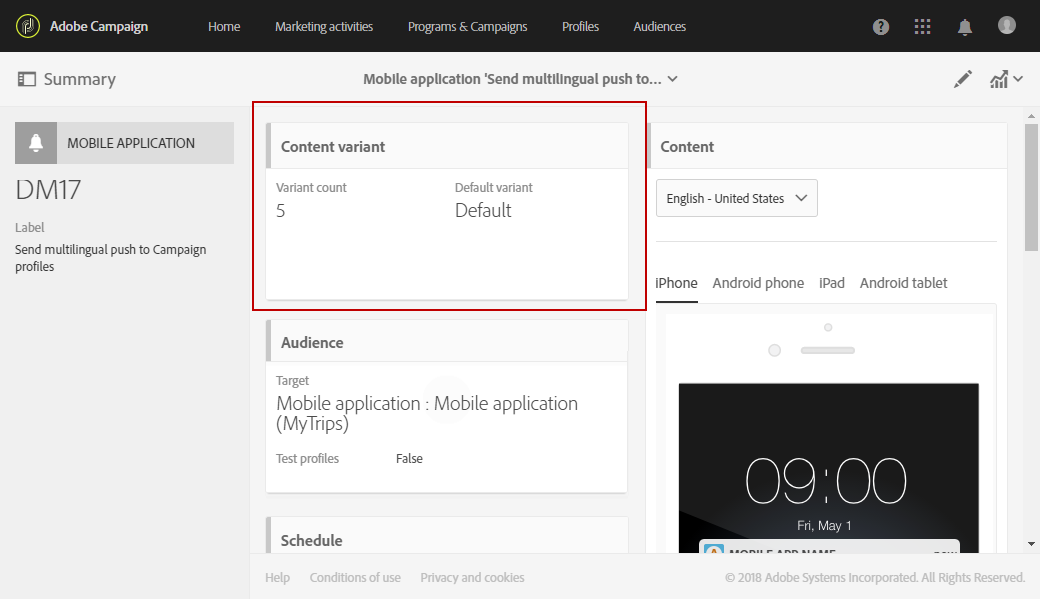 Adobe Campaign
Home
Marketing activities
Programs & Campaigns
Profiles
Audiences
?
Summary
Mobile application 'Send multilingual push to...
MOBILE APPLICATION
DM17
Label
Send multilingual push to Campaign
profiles
Content variant
Variant count
Default variant
5
Default
Audience
Target
Mobile application : Mobile application
(MyTrips)
Test profiles
False
Schedule
Content
English - United States
iPhone
Android phone
iPad
Android tablet
09:00
Fri, May 1
MOBILE APP NAME
now
Help
Conditions of use
Privacy and cookies
© 2018 Adobe Systems Incorporated. All Rights Reserved.